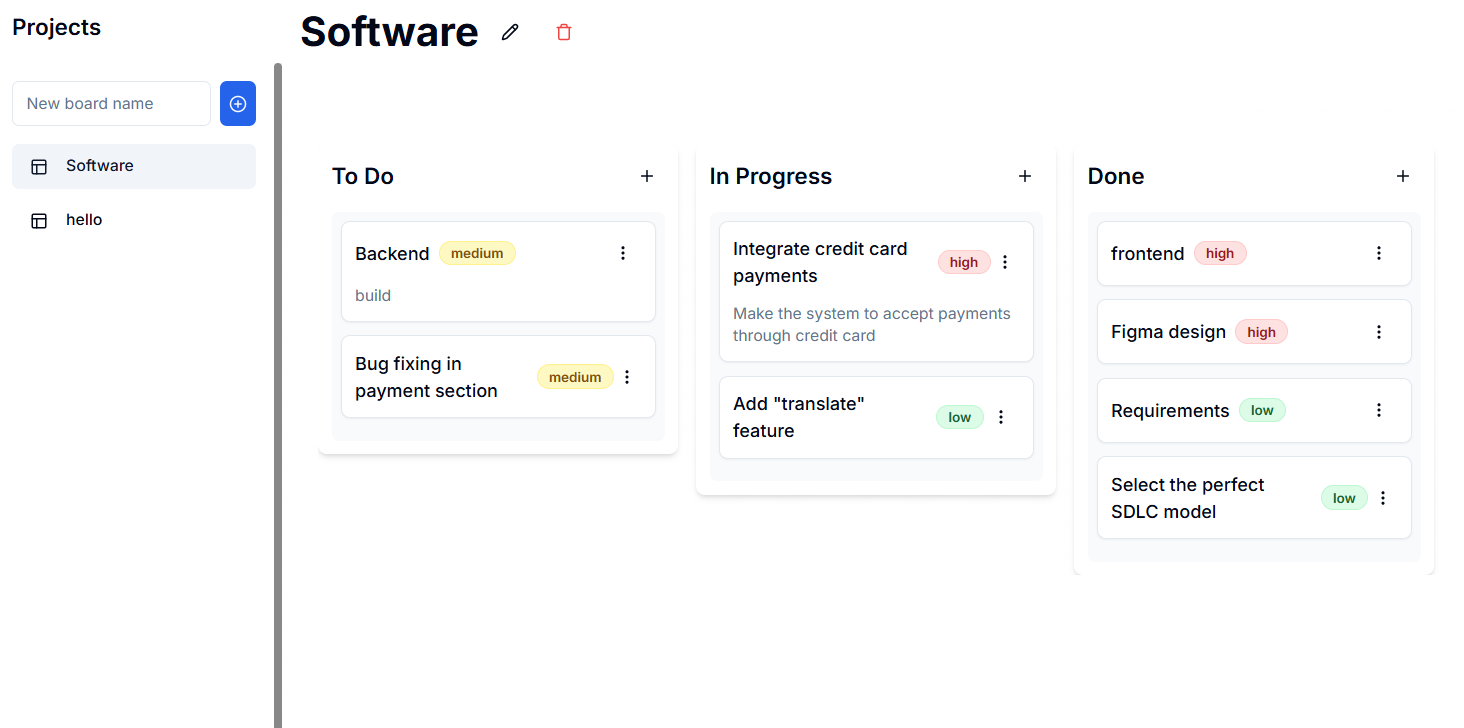 Projects
New board name
Software
hello
Software
To Do
Backend medium
build
Bug fixing in
payment section
medium
In Progress
Integrate credit card
payments
high
Make the system to accept payments
through credit card
Add "translate"
feature
low
Done
frontend high
Figma design high
Requirements low
Select the perfect
SDLC model
low